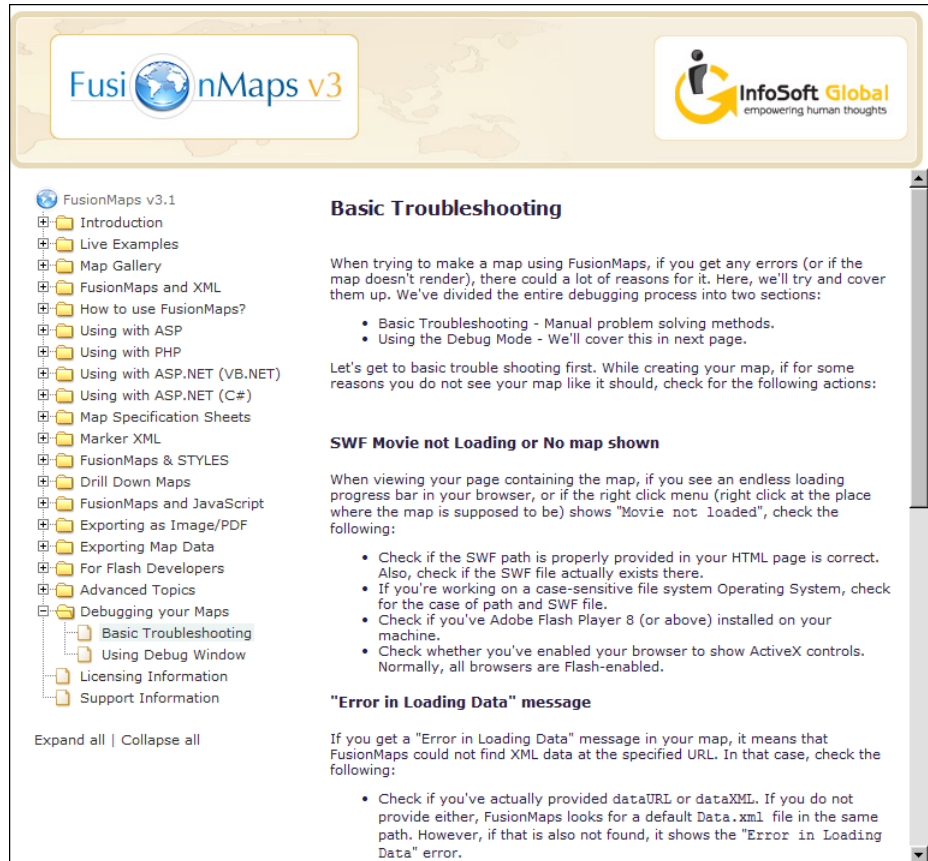 FusionMaps v3
InfoSoft Global
empowering human thoughts
FusionMaps v3.1
Introduction
Live Examples
Map Gallery
FusionMaps and XML
How to use FusionMaps?
Using with ASP
Using with PHP
Using with ASP.NET (VB.NET)
Using with ASP.NET (C#)
Map Specification Sheets
Marker XML
FusionMaps & STYLES
Drill Down Maps
FusionMaps and JavaScript
Exporting as Image/PDF
Exporting Map Data
For Flash Developers
Advanced Topics
Debugging your Maps
Basic Troubleshooting
Using Debug Window
Licensing Information
Support Information
Expand all | Collapse all
Basic Troubleshooting
When trying to make a map using FusionMaps, if you get any errors (or if the
map doesn't render), there could a lot of reasons for it. Here, we'll try and cover
them up. We've divided the entire debugging process into two sections:
• Basic Troubleshooting - Manual problem solving methods.
• Using the Debug Mode - We'll cover this in next page.
Let's get to basic trouble shooting first. While creating your map, if for some
reasons you do not see your map like it should, check for the following actions:
SWF Movie not Loading or No map shown
When viewing your page containing the map, if you see an endless loading
progress bar in your browser, or if the right click menu (right click at the place
where the map is supposed to be) shows "Movie not loaded", check the
following:
• Check if the SWF path is properly provided in your HTML page is correct.
Also, check if the SWF file actually exists there.
• If you're working on a case-sensitive file system Operating System, check
for the case of path and SWF file.
• Check if you've Adobe Flash Player 8 (or above) installed on your
machine.
• Check whether you've enabled your browser to show ActiveX controls.
Normally, all browsers are Flash-enabled.
"Error in Loading Data" message
If you get a "Error in Loading Data" message in your map, it means that
FusionMaps could not find XML data at the specified URL. In that case, check the
following:
• Check if you've actually provided dataURL or dataXML. If you do not
provide either, FusionMaps looks for a default Data.xml file in the same
path. However, if that is also not found, it shows the "Error in Loading
Data" error.